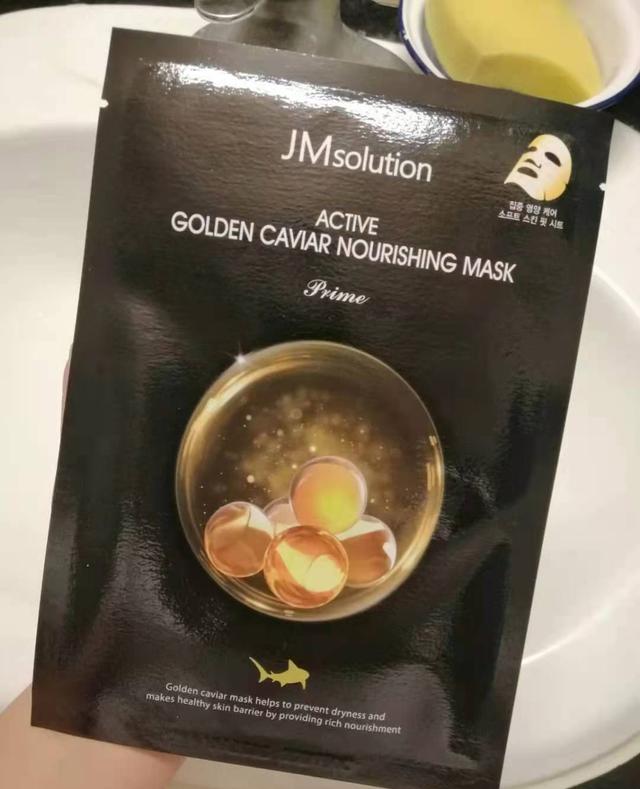 JMsolution
집중 영양 케어
소프트 스킨 핏 시트
ACTIVE
GOLDEN CAVIAR NOURISHING MASK
Prime
Golden caviar mask helps to prevent dryness and
makes healthy skin barrier by providing rich nourishment